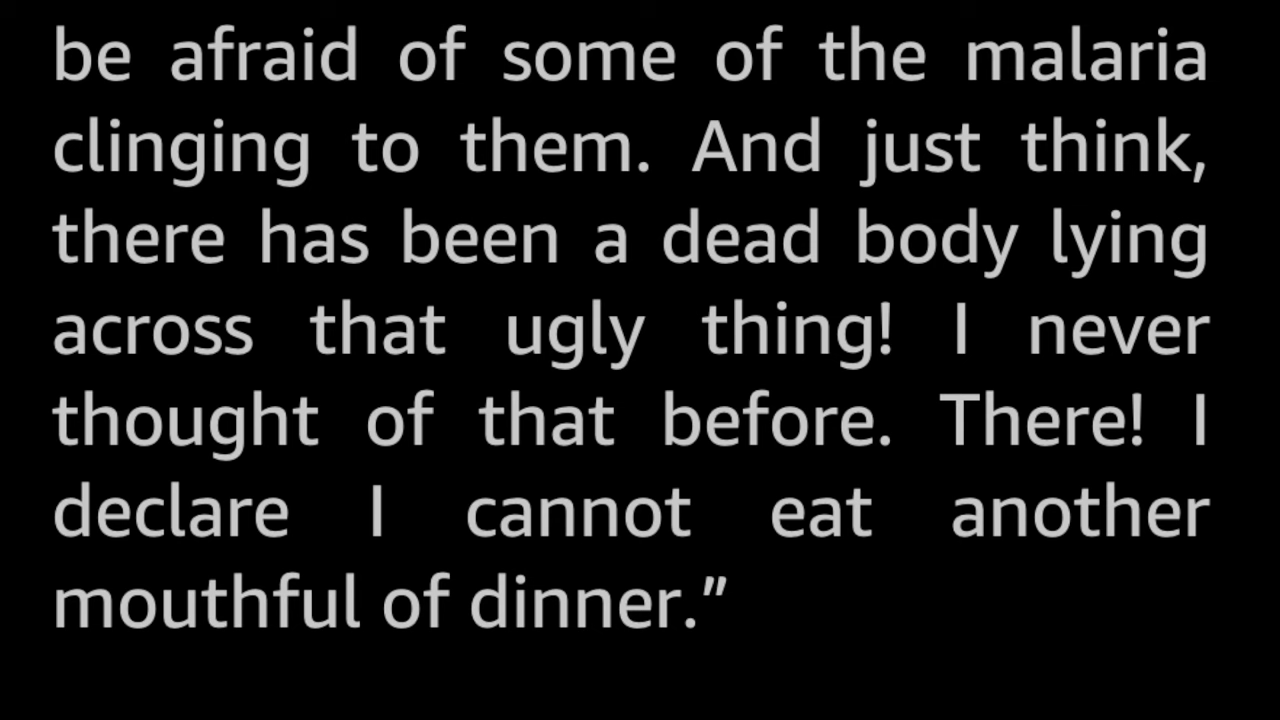 be afraid of some of the malaria
clinging to them. And just think,
there has been a dead body lying
across that ugly thing! I never
thought of that before. There! I
declare I cannot eat another
mouthful of dinner.”